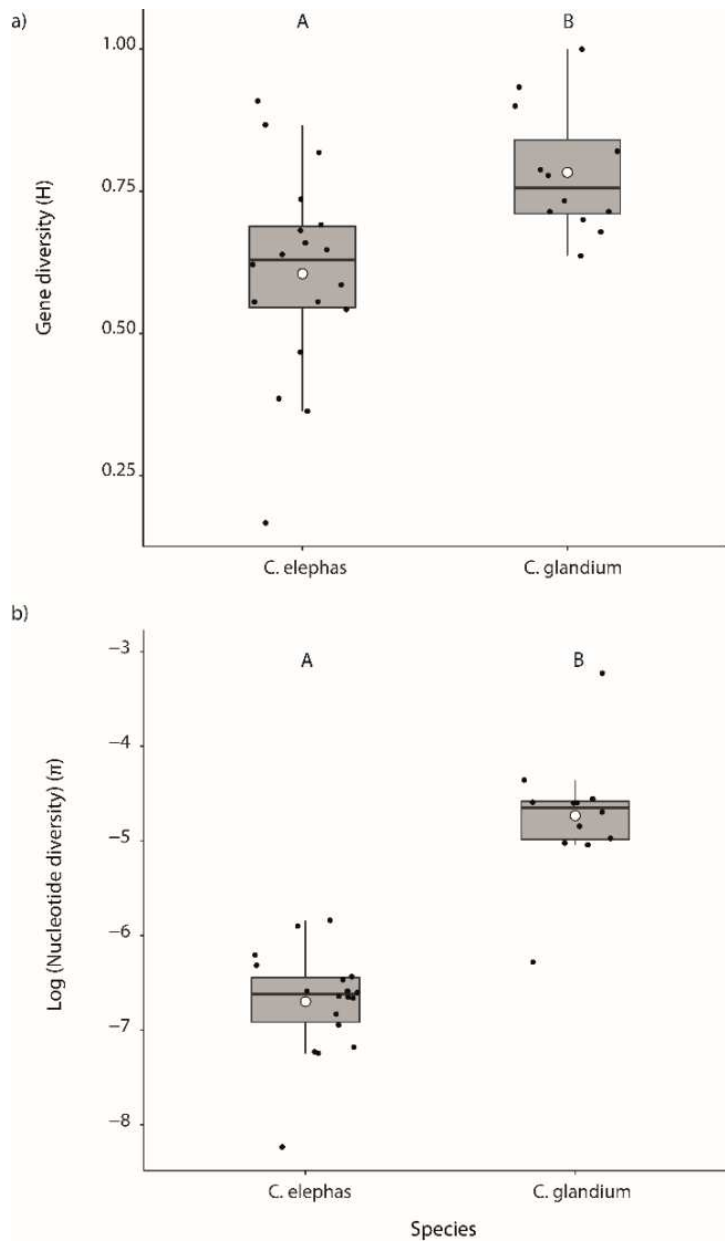 a)
A
B
1.00
0.75
0.50
0.25
Gene diversity (H)
C. elephas
C. glandium
b)
A
B
−3
−4
−5
−6
−7
−8
Log (Nucleotide diversity) (π)
C. elephas
C. glandium
Species